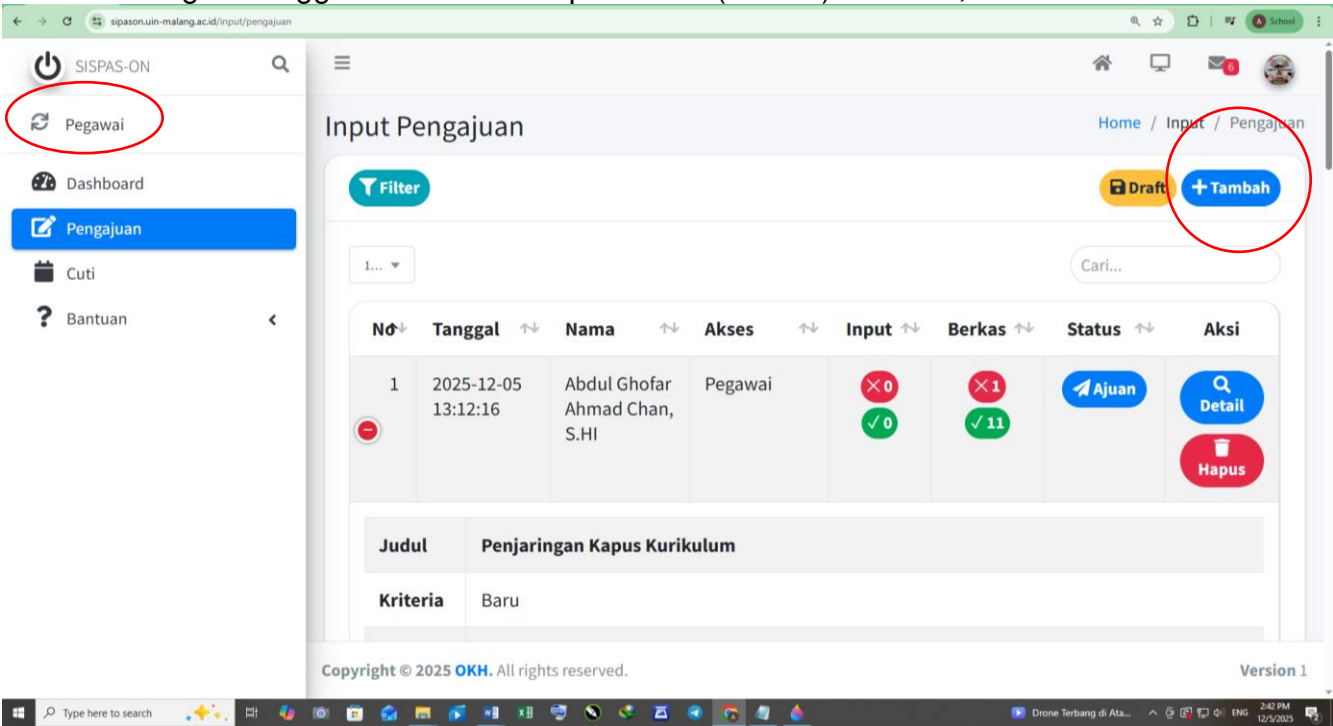 sipason.uin-malang.ac.id/input/pengajuan
School
SISPAS-ON
6
Pegawai
Input Pengajuan
Home / Input / Pengajuan
Dashboard
Filter
Draft
Tambah
Pengajuan
Cuti
1...
Cari...
Bantuan
No Tanggal Nama Akses Input Berkas Status Aksi
1 2025-12-05 Abdul Ghofar Pegawai 0 1 Ajuan Detail
13:12:16 Ahmad Chan, 0 11
S.HI
Hapus
Judul Penjaringan Kapus Kurikulum
Kriteria Baru
Copyright © 2025 OKH. All rights reserved. Version 1
Type here to search
Drone Terbang di Ata...
ENG
2:42 PM
12/5/2025